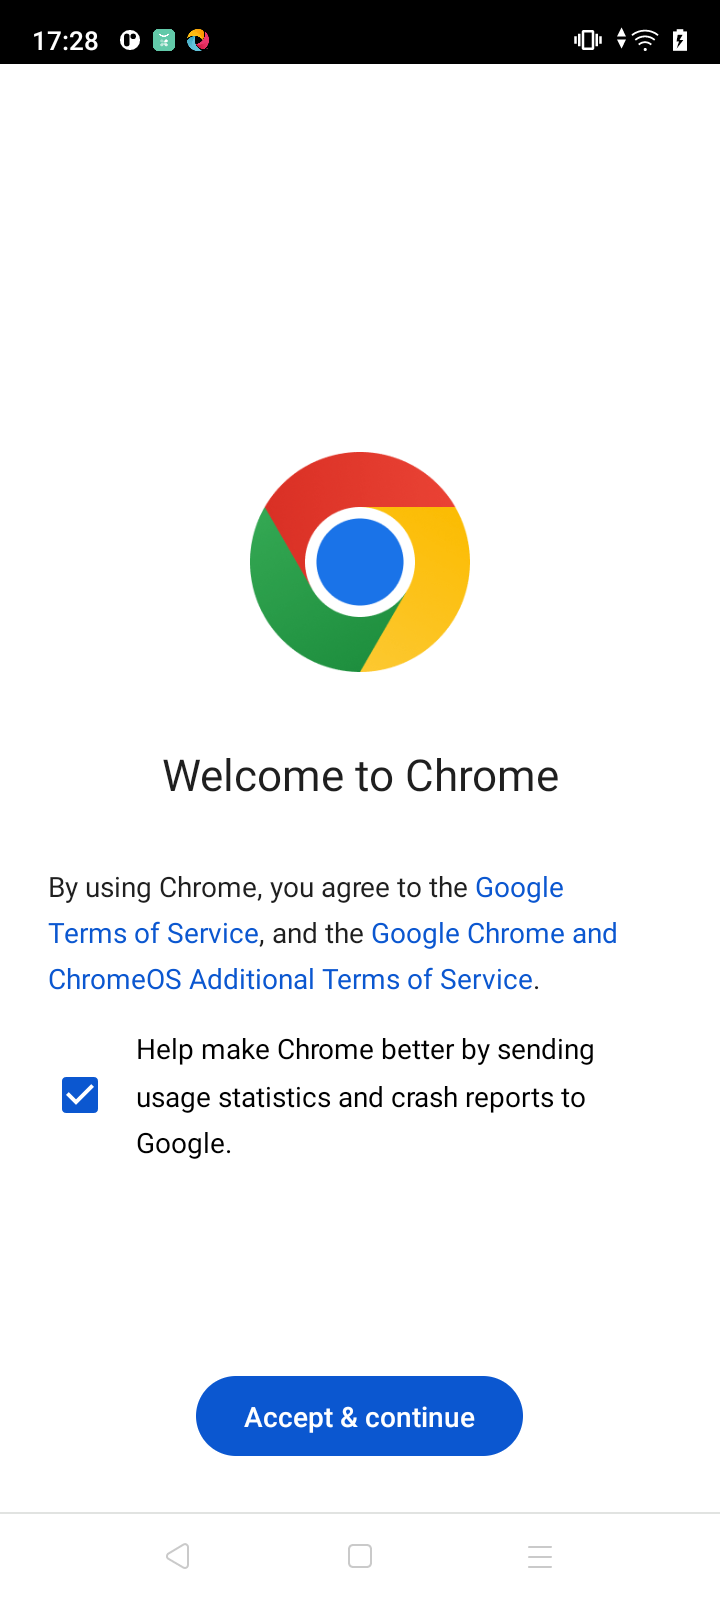 17:28
Welcome to Chrome
By using Chrome, you agree to the Google
Terms of Service, and the Google Chrome and
ChromeOS Additional Terms of Service.
Help make Chrome better by sending
usage statistics and crash reports to
Google.
Accept & continue